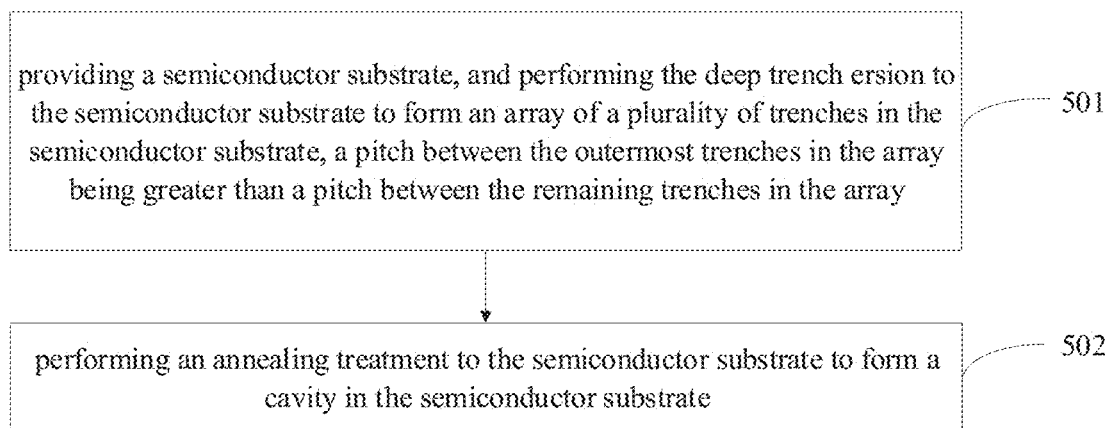 providing a semiconductor substrate, and performing the deep trench ersion to
the semiconductor substrate to form an array of a plurality of trenches in the
semiconductor substrate, a pitch between the outermost trenches in the array
being greater than a pitch between the remaining trenches in the array
501
performing an annealing treatment to the semiconductor substrate to form a
cavity in the semiconductor substrate
502